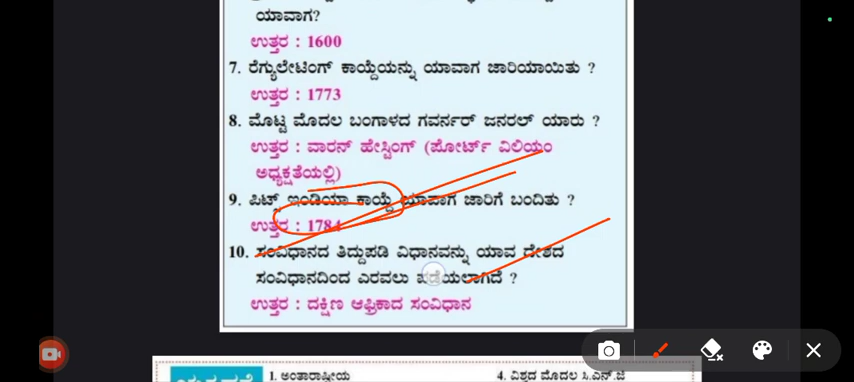 ಯಾವಾಗ?
ಉತ್ತರ : 1600
7. ರೆಗ್ಯುಲೇಟಿಂಗ್ ಕಾಯ್ದೆಯನ್ನು ಯಾವಾಗ ಜಾರಿಯಾಯಿತು ?
ಉತ್ತರ : 1773
8. ಮೊಟ್ಟ ಮೊದಲ ಬಂಗಾಳದ ಗವರ್ನರ್ ಜನರಲ್ ಯಾರು ?
ಉತ್ತರ : ವಾರನ್ ಹೇಸ್ಟಿಂಗ್ (ಪೋರ್ಟ್ ವಿಲಿಯಂ
ಅಧ್ಯಕ್ಷತೆಯಲ್ಲಿ)
9. ಪಿಟ್ಸ್ ಇಂಡಿಯಾ ಕಾಯ್ದೆ ಯಾವಾಗ ಜಾರಿಗೆ ಬಂದಿತು ?
ಉತ್ತರ : 1784
10. ಸಂವಿಧಾನದ ತಿದ್ದುಪಡಿ ವಿಧಾನವನ್ನು ಯಾವ ದೇಶದ
ಸಂವಿಧಾನದಿಂದ ಎರವಲು ಪಡೆಯಲಾಗಿದೆ ?
ಉತ್ತರ : ದಕ್ಷಿಣ ಆಫ್ರಿಕಾದ ಸಂವಿಧಾನ
1. ಅಂತಾರಾಷ್ಟ್ರೀಯ
4. ವಿಶ್ವದ ಮೊದಲ ಸಿ.ಎನ್.ಜಿ